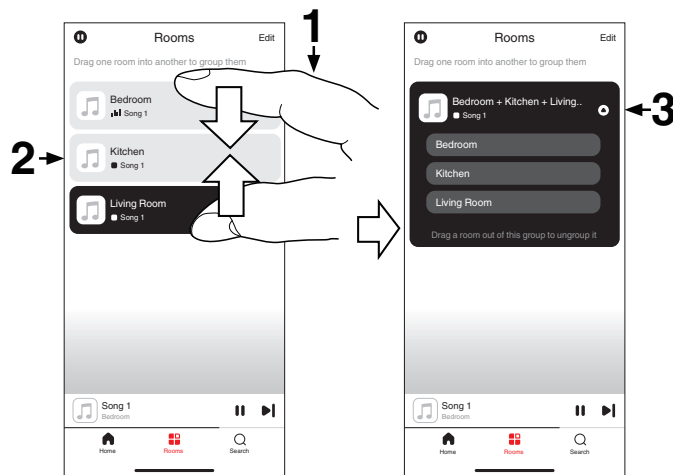 1
Rooms
Edit
Drag one room into another to group them
Bedroom
Song 1
2
Kitchen
Song 1
Living Room
Song 1
Song 1
Bedroom
Home
Rooms
Search
Rooms
Edit
Drag one room into another to group them
Bedroom + Kitchen + Living..
Song 1
3
Bedroom
Kitchen
Living Room
Drag a room out of this group to ungroup it
Song 1
Bedroom
Home
Rooms
Search